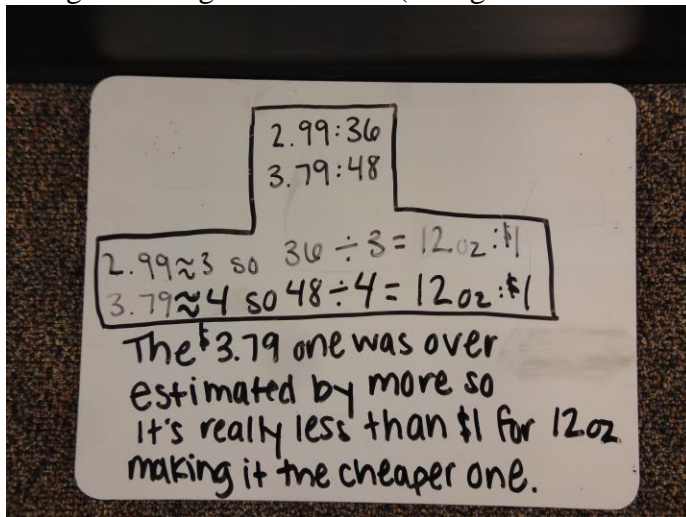 2.99:36
3.79:48
2.99≈3 so 36÷3=12oz:$1
3.79≈4 so 48÷4=12oz:$1
The $3.79 one was over
estimated by more so
It's really less than $1 for 12oz
making it the cheaper one.